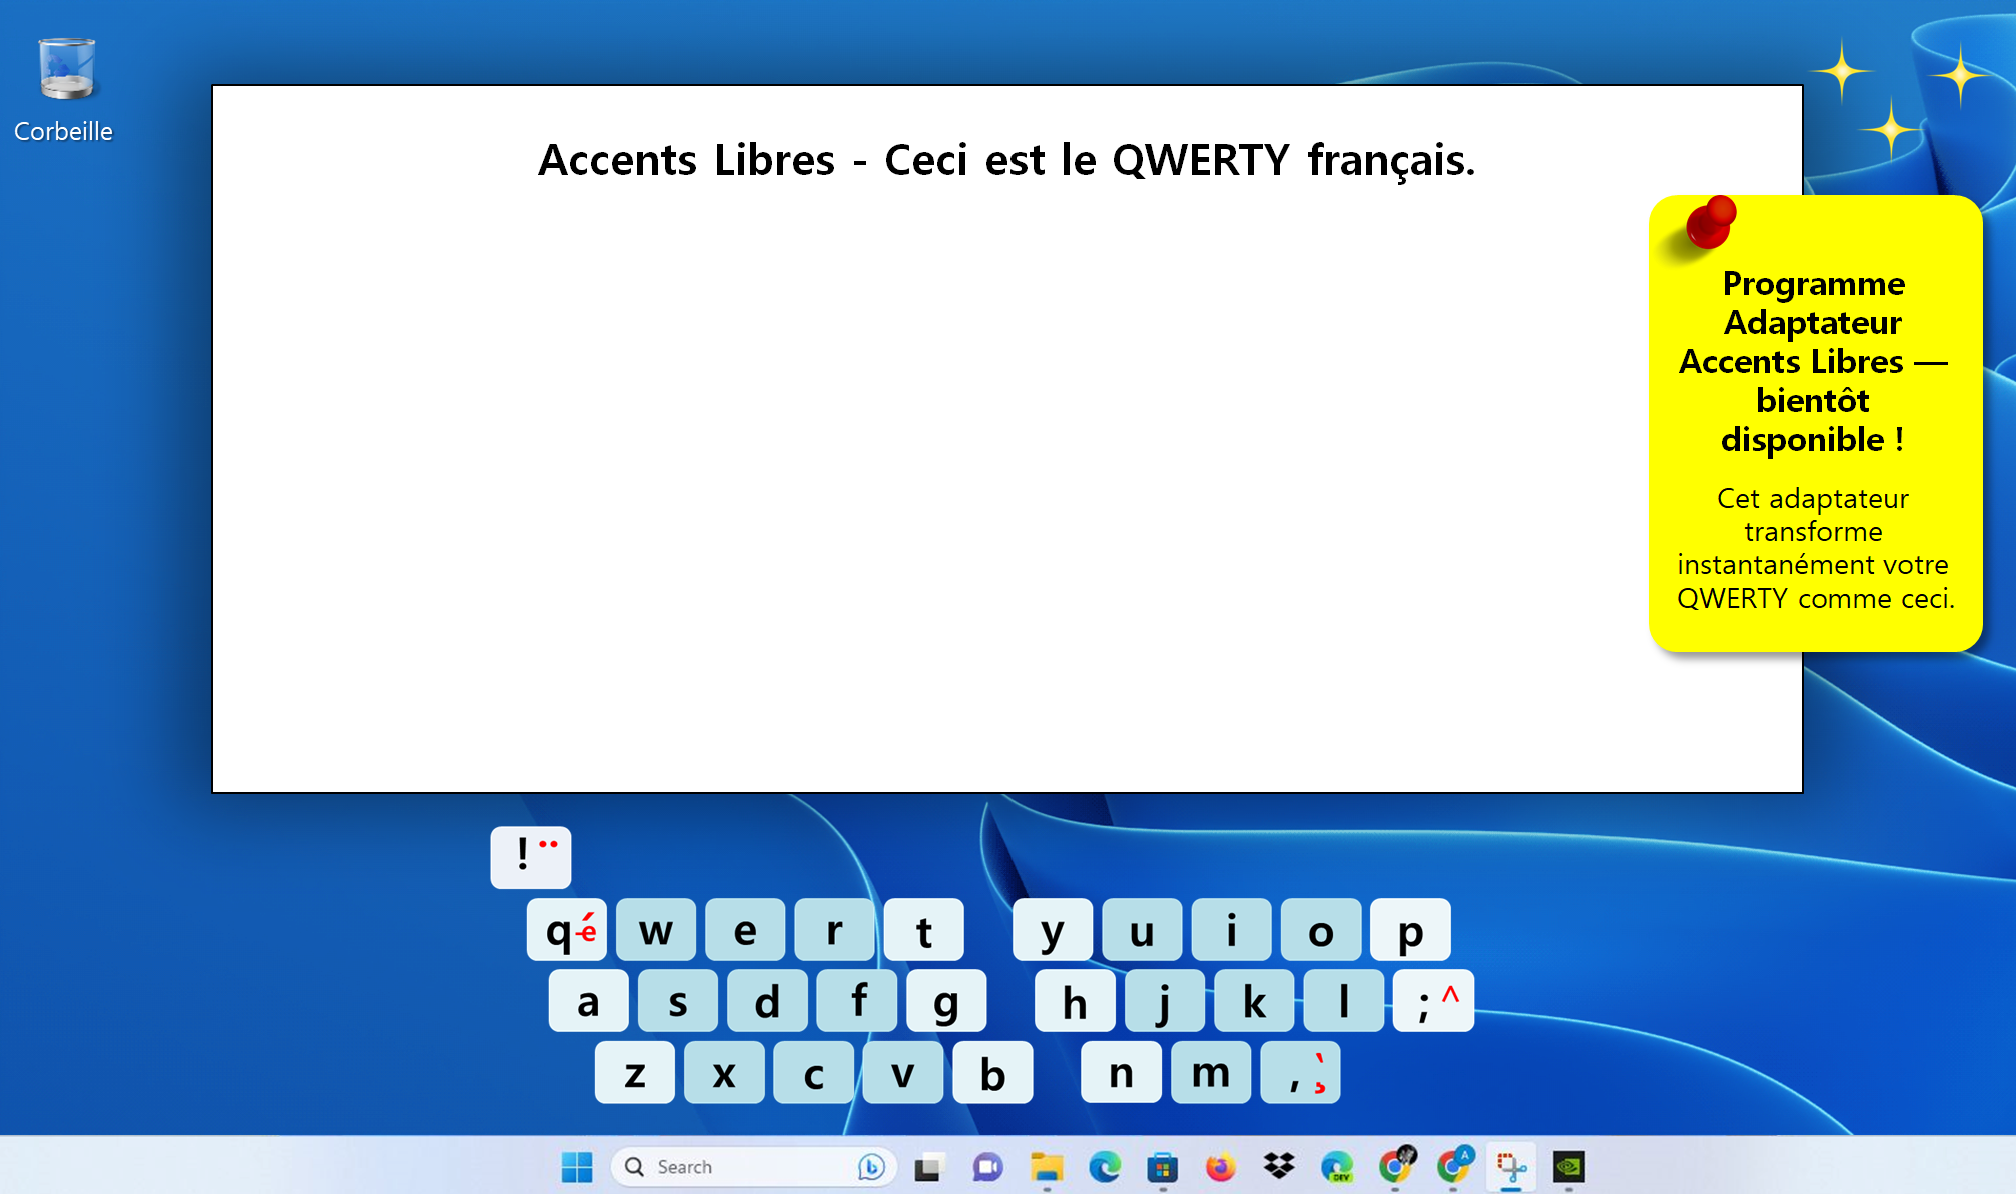 Corbeille
Accents Libres - Ceci est le QWERTY français.
Programme
Adaptateur
Accents Libres —
bientôt
disponible !
Cet adaptateur
transforme
instantanément votre
QWERTY comme ceci.
! ¨
q é w e r t y u i o p
a s d f g h j k l ; ^
z x c v b n m , ` ¸
Search
DEV
A